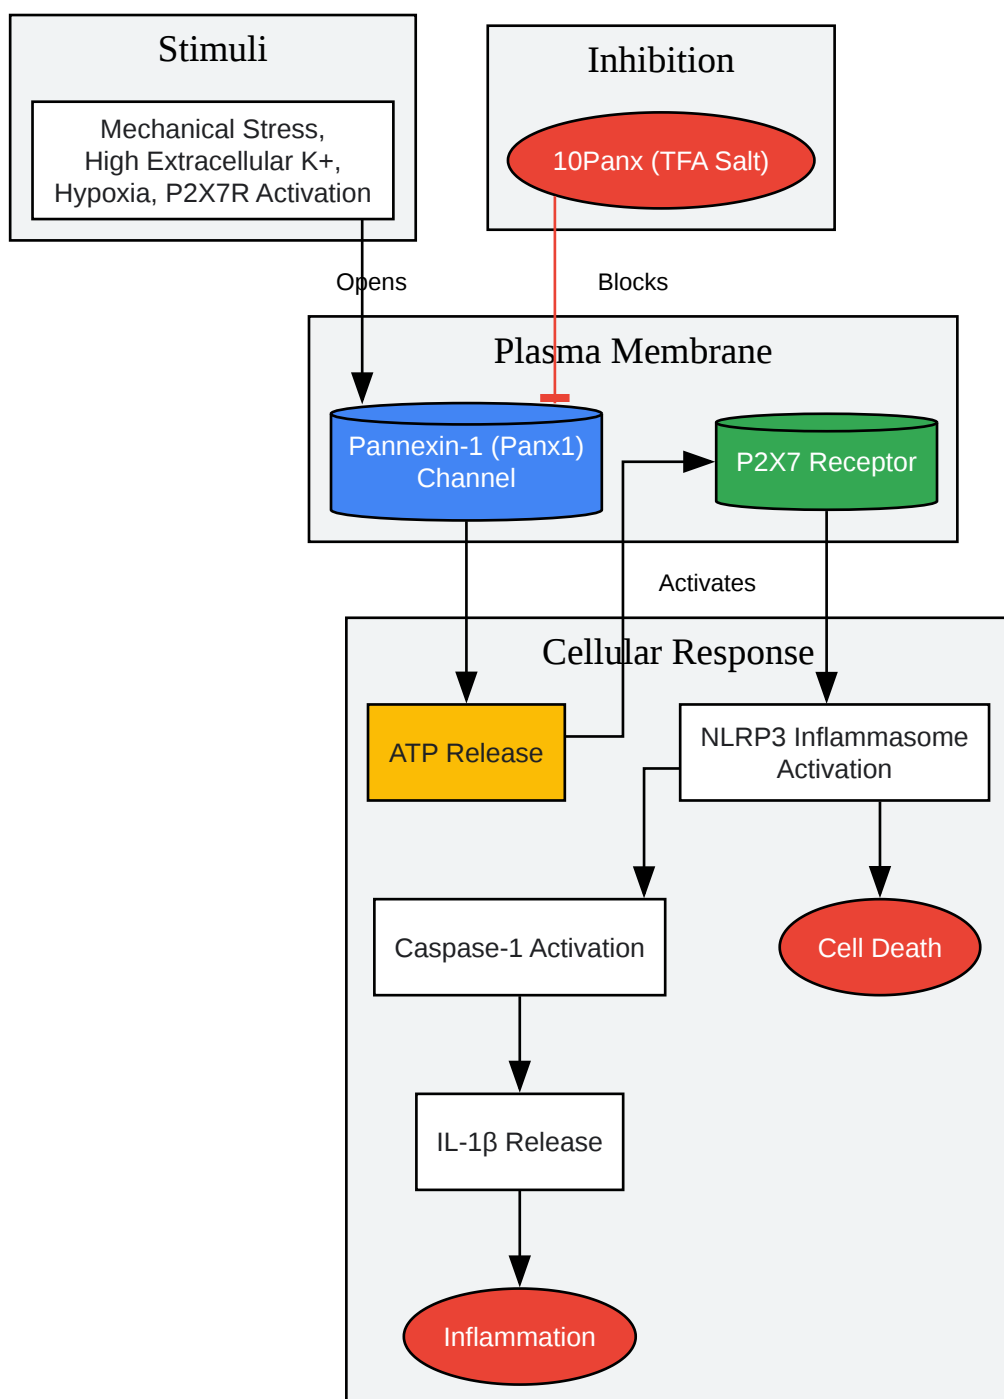 Stimuli
Mechanical Stress,
High Extracellular K+,
Hypoxia, P2X7R Activation
Inhibition
10Panx (TFA Salt)
Opens
Blocks
Plasma Membrane
Pannexin-1 (Panx1)
Channel
P2X7 Receptor
Activates
Cellular Response
ATP Release
NLRP3 Inflammasome
Activation
Caspase-1 Activation
Cell Death
IL-1β Release
Inflammation